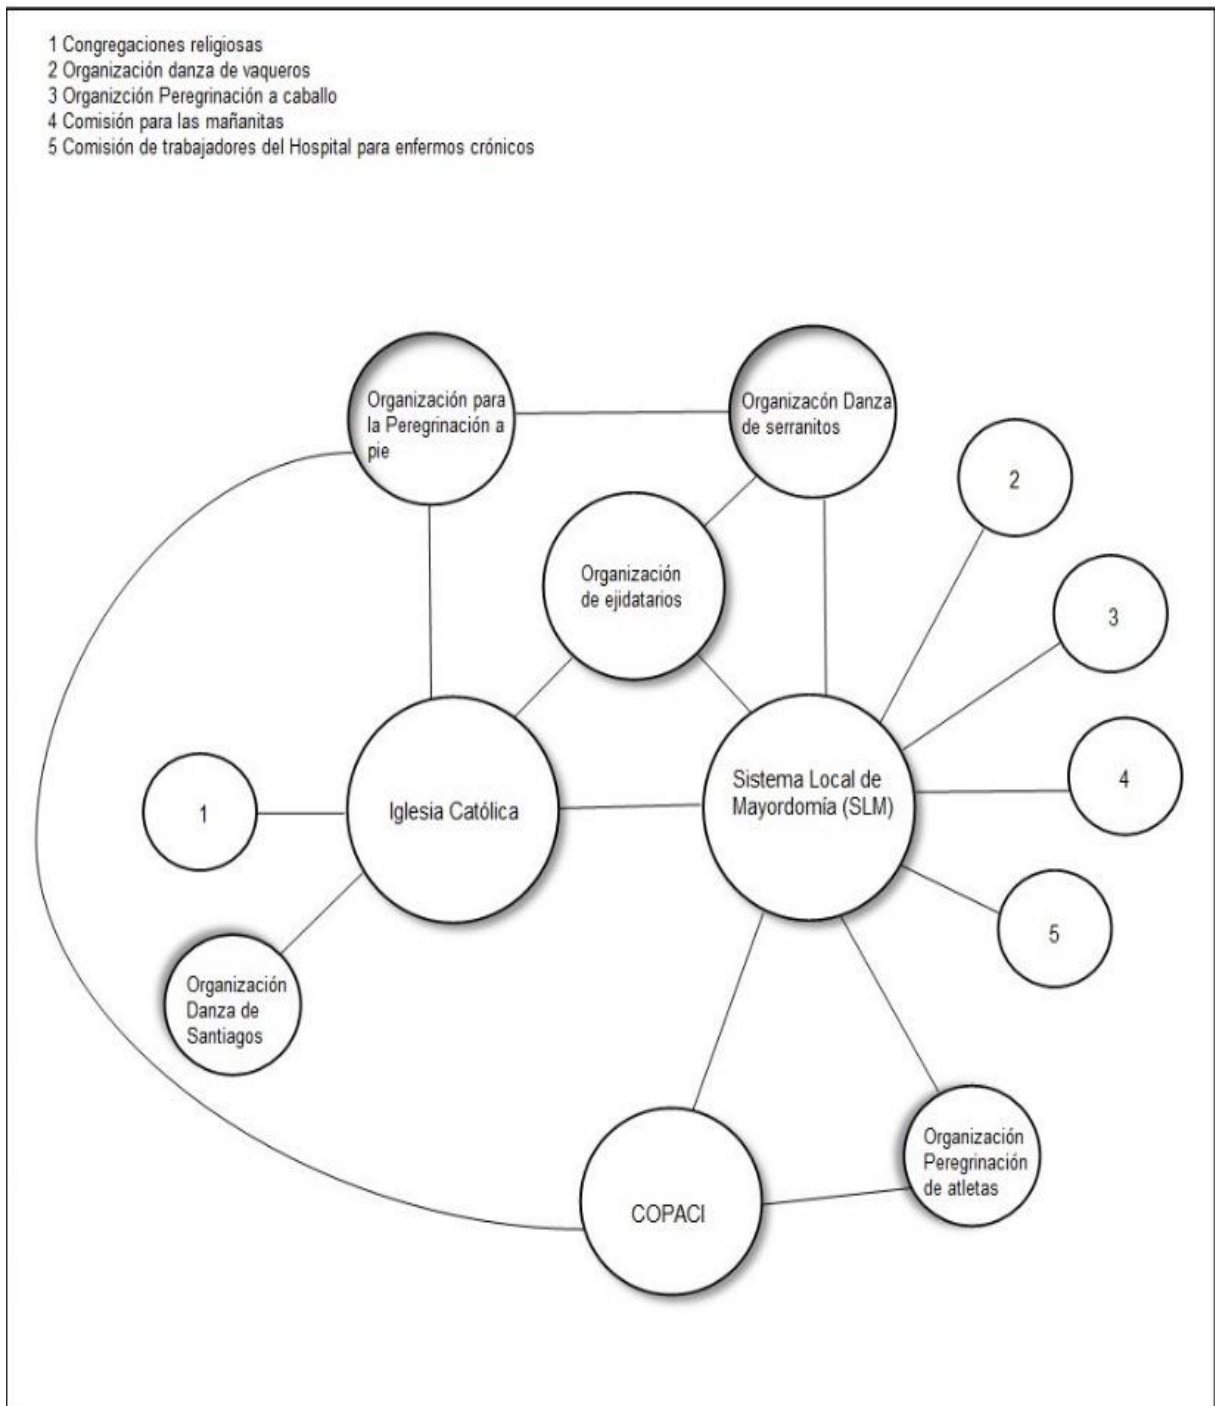 1 Congregaciones religiosas
2 Organización danza de vaqueros
3 Organizción Peregrinación a caballo
4 Comisión para las mañanitas
5 Comisión de trabajadores del Hospital para enfermos crónicos
Organización para
la Peregrinación a
pie
Organizacón Danza
de serranitos
2
Organización
de ejidatarios
3
Sistema Local de
Mayordomía (SLM)
4
1
Iglesia Católica
5
Organización
Danza de
Santiagos
Organización
Peregrinación
de atletas
COPACI